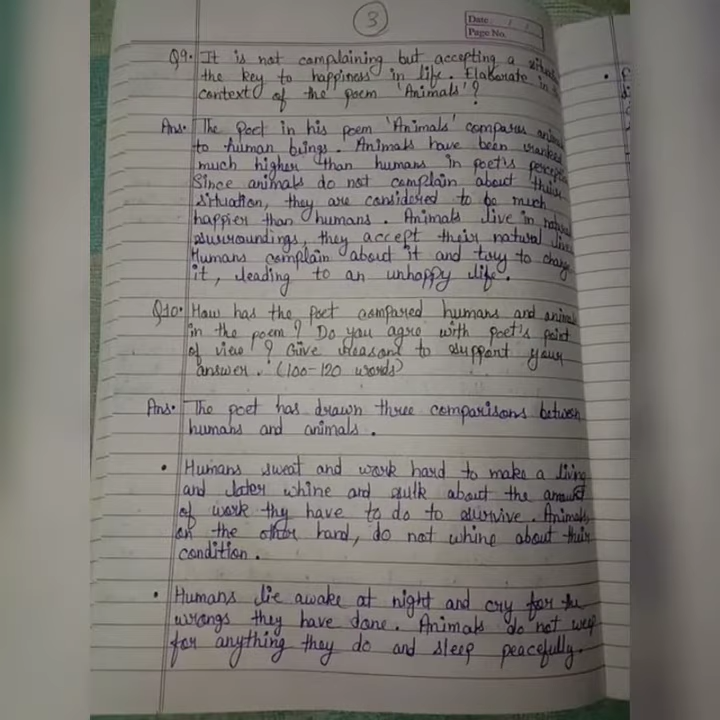 3
Date: / /
Page No.
Q9. It is not complaining but accepting a
the key to happiness in life. Elaborate in
context of the poem 'Animals'?
Ans. The Poet in his poem 'Animals' compares
to human beings. Animals have been ranked
much higher than humans in poet's
Since animals do not complain about their
situation, they are considered to be much
happier than humans. Animals live in natural
surroundings, they accept their natural
Humans complain about it and try to change
it, leading to an unhappy life.
Q10. How has the Poet compared humans and
in the poem? Do you agre with poet's point
of view? Give reasons to support your
answer. (100-120 words)
Ans. The poet has drawn three comparisons between
humans and animals.
• Humans sweat and work hard to make a living
and later whine and sulk about the amount
of work thy have to do to survive. Animals,
on the other hand, do not whine about their
condition.
• Humans lie awake at night and cry for the
wrongs they have done. Animals do not weep
for anything they do and sleep peacefully.